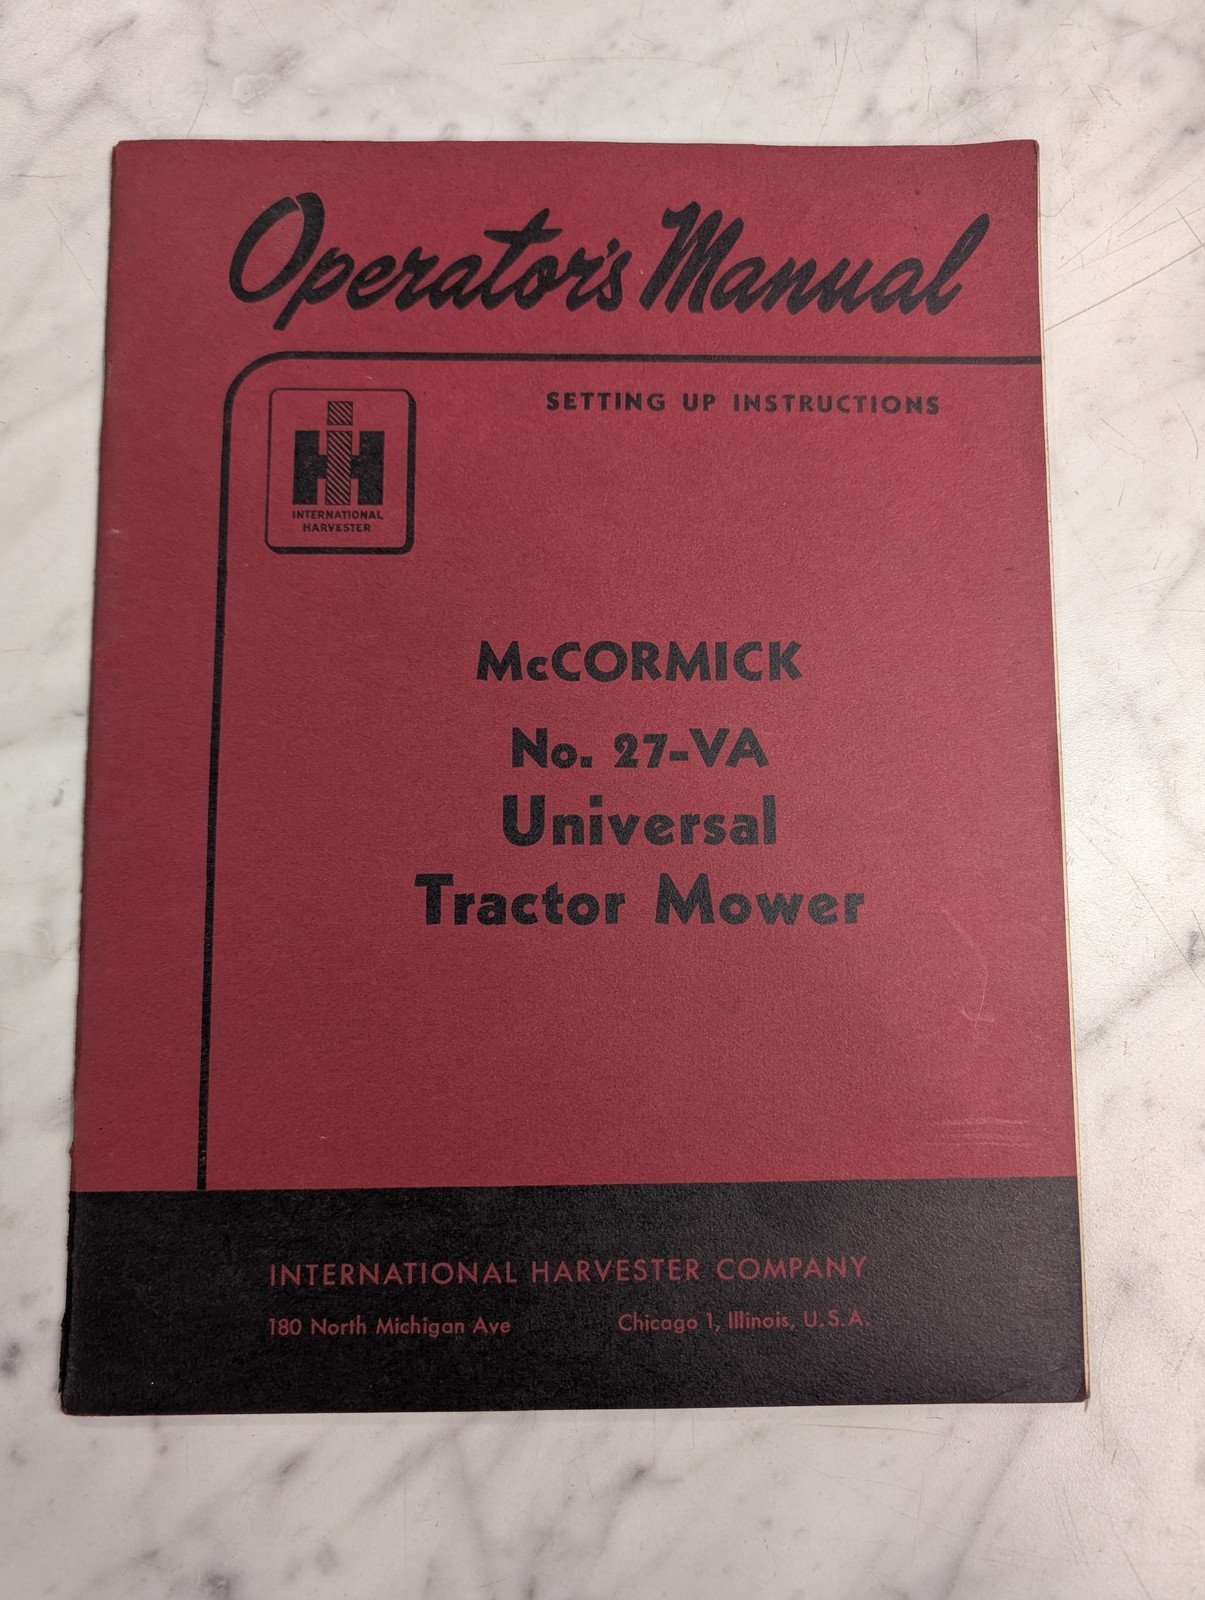 Operator's Manual
SETTING UP INSTRUCTIONS
IH
INTERNATIONAL
HARVESTER
McCORMICK
No. 27-VA
Universal
Tractor Mower
INTERNATIONAL HARVESTER COMPANY
180 North Michigan Ave Chicago 1, Illinois, U.S.A.